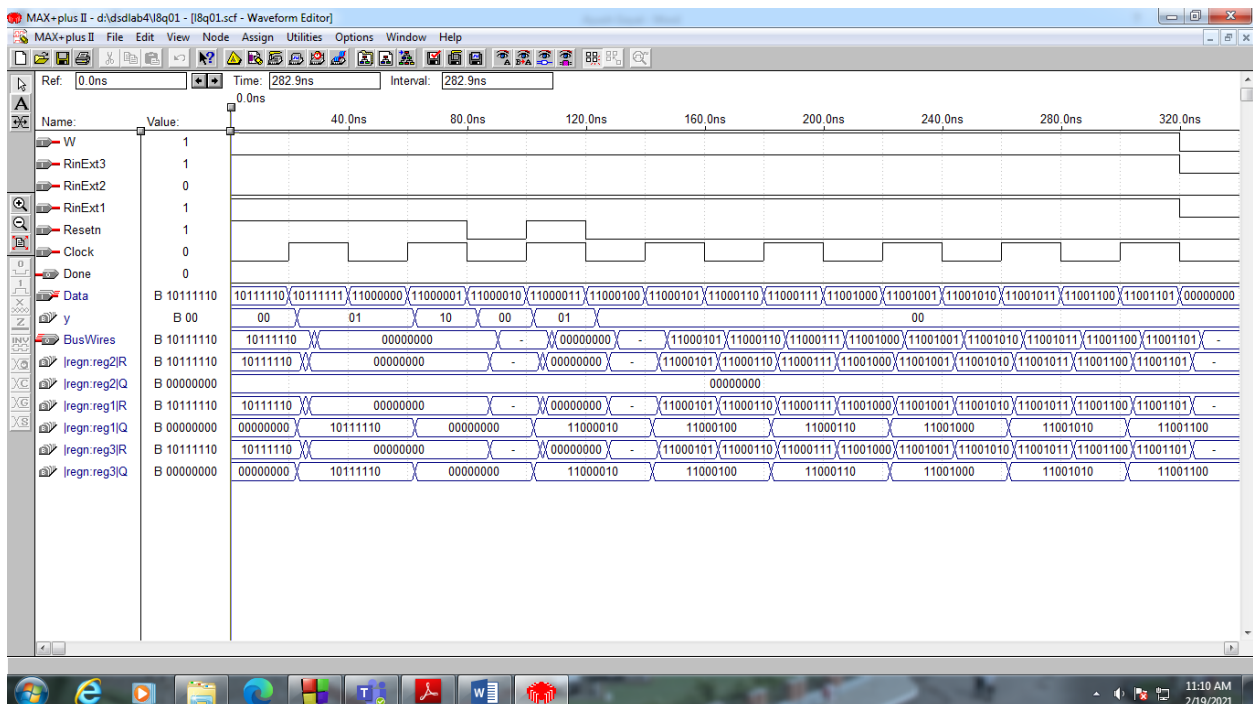 MAX+plus II - d:\dsdlab4\l8q01 - [l8q01.scf - Waveform Editor]
MAX+plus II File Edit View Node Assign Utilities Options Window Help
Ref: 0.0ns Time: 282.9ns Interval: 282.9ns
0.0ns
Name: Value: 40.0ns 80.0ns 120.0ns 160.0ns 200.0ns 240.0ns 280.0ns 320.0ns
W 1
RinExt3 1
RinExt2 0
RinExt1 1
Resetn 1
Clock 0
Done 0
Data B 10111110 10111110 10111111 11000000 11000001 11000010 11000011 11000100 11000101 11000110 11000111 11001000 11001001 11001010 11001011 11001100 11001101 00000000
y B 00 00 01 10 00 01 00
BusWires B 10111110 10111110 00000000 - 00000000 - 11000101 11000110 11000111 11001000 11001001 11001010 11001011 11001100 11001101 -
|regn:reg2|R B 10111110 10111110 00000000 - 00000000 - 11000101 11000110 11000111 11001000 11001001 11001010 11001011 11001100 11001101 -
|regn:reg2|Q B 00000000 00000000
|regn:reg1|R B 10111110 10111110 00000000 - 00000000 - 11000101 11000110 11000111 11001000 11001001 11001010 11001011 11001100 11001101 -
|regn:reg1|Q B 00000000 00000000 10111110 00000000 11000010 11000100 11000110 11001000 11001010 11001100
|regn:reg3|R B 10111110 10111110 00000000 - 00000000 - 11000101 11000110 11000111 11001000 11001001 11001010 11001011 11001100 11001101 -
|regn:reg3|Q B 00000000 00000000 10111110 00000000 11000010 11000100 11000110 11001000 11001010 11001100
11:10 AM
2/19/2021